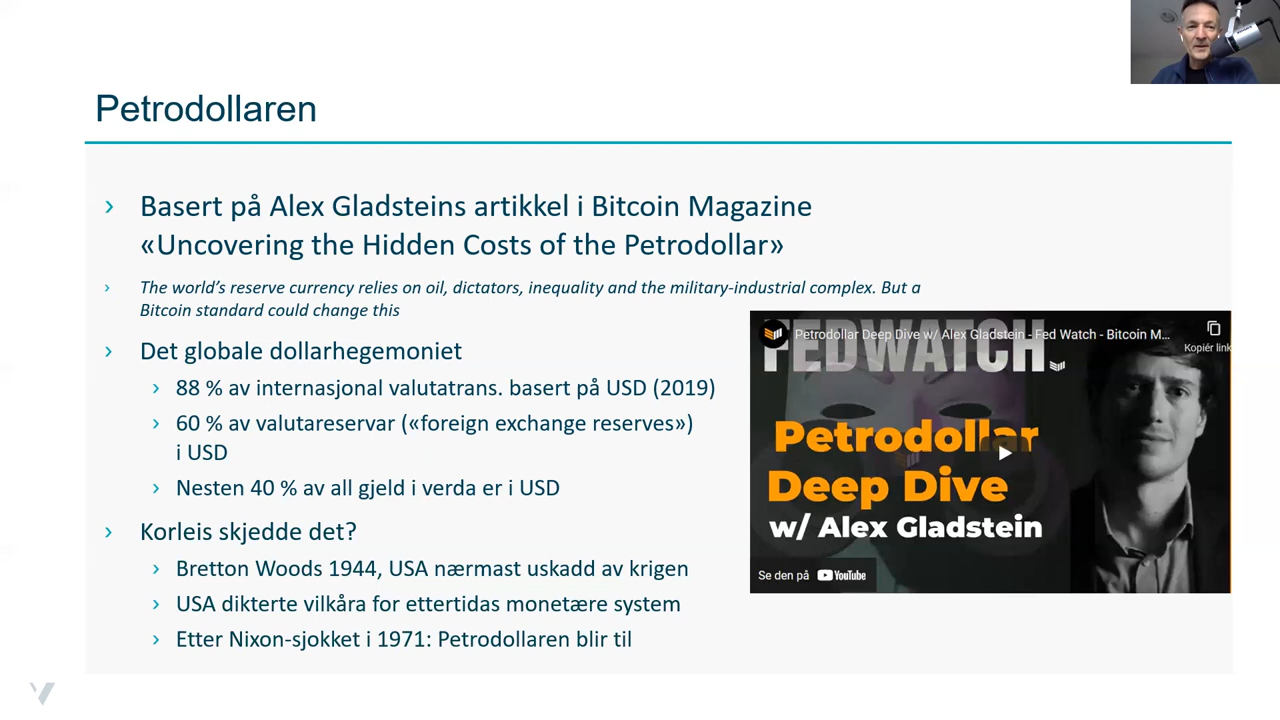 Petrodollaren
Basert på Alex Gladsteins artikkel i Bitcoin Magazine
«Uncovering the Hidden Costs of the Petrodollar»
The world's reserve currency relies on oil, dictators, inequality and the military-industrial complex. But a
Bitcoin standard could change this
Det globale dollarhegemoniet
88 % av internasjonal valutatrans. basert på USD (2019)
60 % av valutareservar («foreign exchange reserves»)
i USD
Nesten 40 % av all gjeld i verda er i USD
Korleis skjedde det?
Bretton Woods 1944, USA nærmast uskadd av krigen
USA dikterte vilkåra for ettertidas monetære system
Etter Nixon-sjokket i 1971: Petrodollaren blir til
Petrodollar Deep Dive w/ Alex Gladstein - Fed Watch - Bitcoin M...
Kopiér link
FEDWATCH.
Petrodollar
Deep Dive
w/ Alex Gladstein
Se den på YouTube